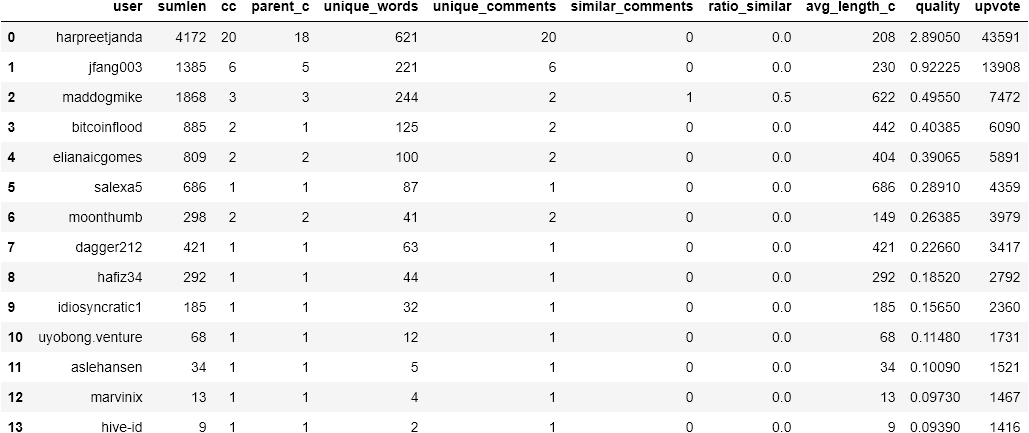 user sumlen cc parent_c unique_words unique_comments similar_comments ratio_similar avg_length_c quality upvote
0 harpreetjanda 4172 20 18 621 20 0 0.0 208 2.89050 43591
1 jfang003 1385 6 5 221 6 0 0.0 230 0.92225 13908
2 maddogmike 1868 3 3 244 2 1 0.5 622 0.49550 7472
3 bitcoinflood 885 2 1 125 2 0 0.0 442 0.40385 6090
4 elianaicgomes 809 2 2 100 2 0 0.0 404 0.39065 5891
5 salexa5 686 1 1 87 1 0 0.0 686 0.28910 4359
6 moonthumb 298 2 2 41 2 0 0.0 149 0.26385 3979
7 dagger212 421 1 1 63 1 0 0.0 421 0.22660 3417
8 hafiz34 292 1 1 44 1 0 0.0 292 0.18520 2792
9 idiosyncratic1 185 1 1 32 1 0 0.0 185 0.15650 2360
10 uyobong.venture 68 1 1 12 1 0 0.0 68 0.11480 1731
11 aslehansen 34 1 1 5 1 0 0.0 34 0.10090 1521
12 marvinix 13 1 1 4 1 0 0.0 13 0.09730 1467
13 hive-id 9 1 1 2 1 0 0.0 9 0.09390 1416